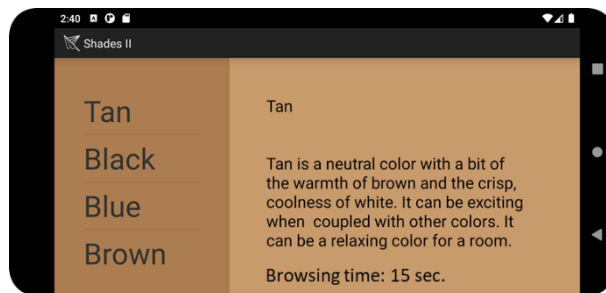 2:40
Shades II
Tan
Black
Blue
Brown
Tan
Tan is a neutral color with a bit of
the warmth of brown and the crisp,
coolness of white. It can be exciting
when  coupled with other colors. It
can be a relaxing color for a room.
Browsing time: 15 sec.